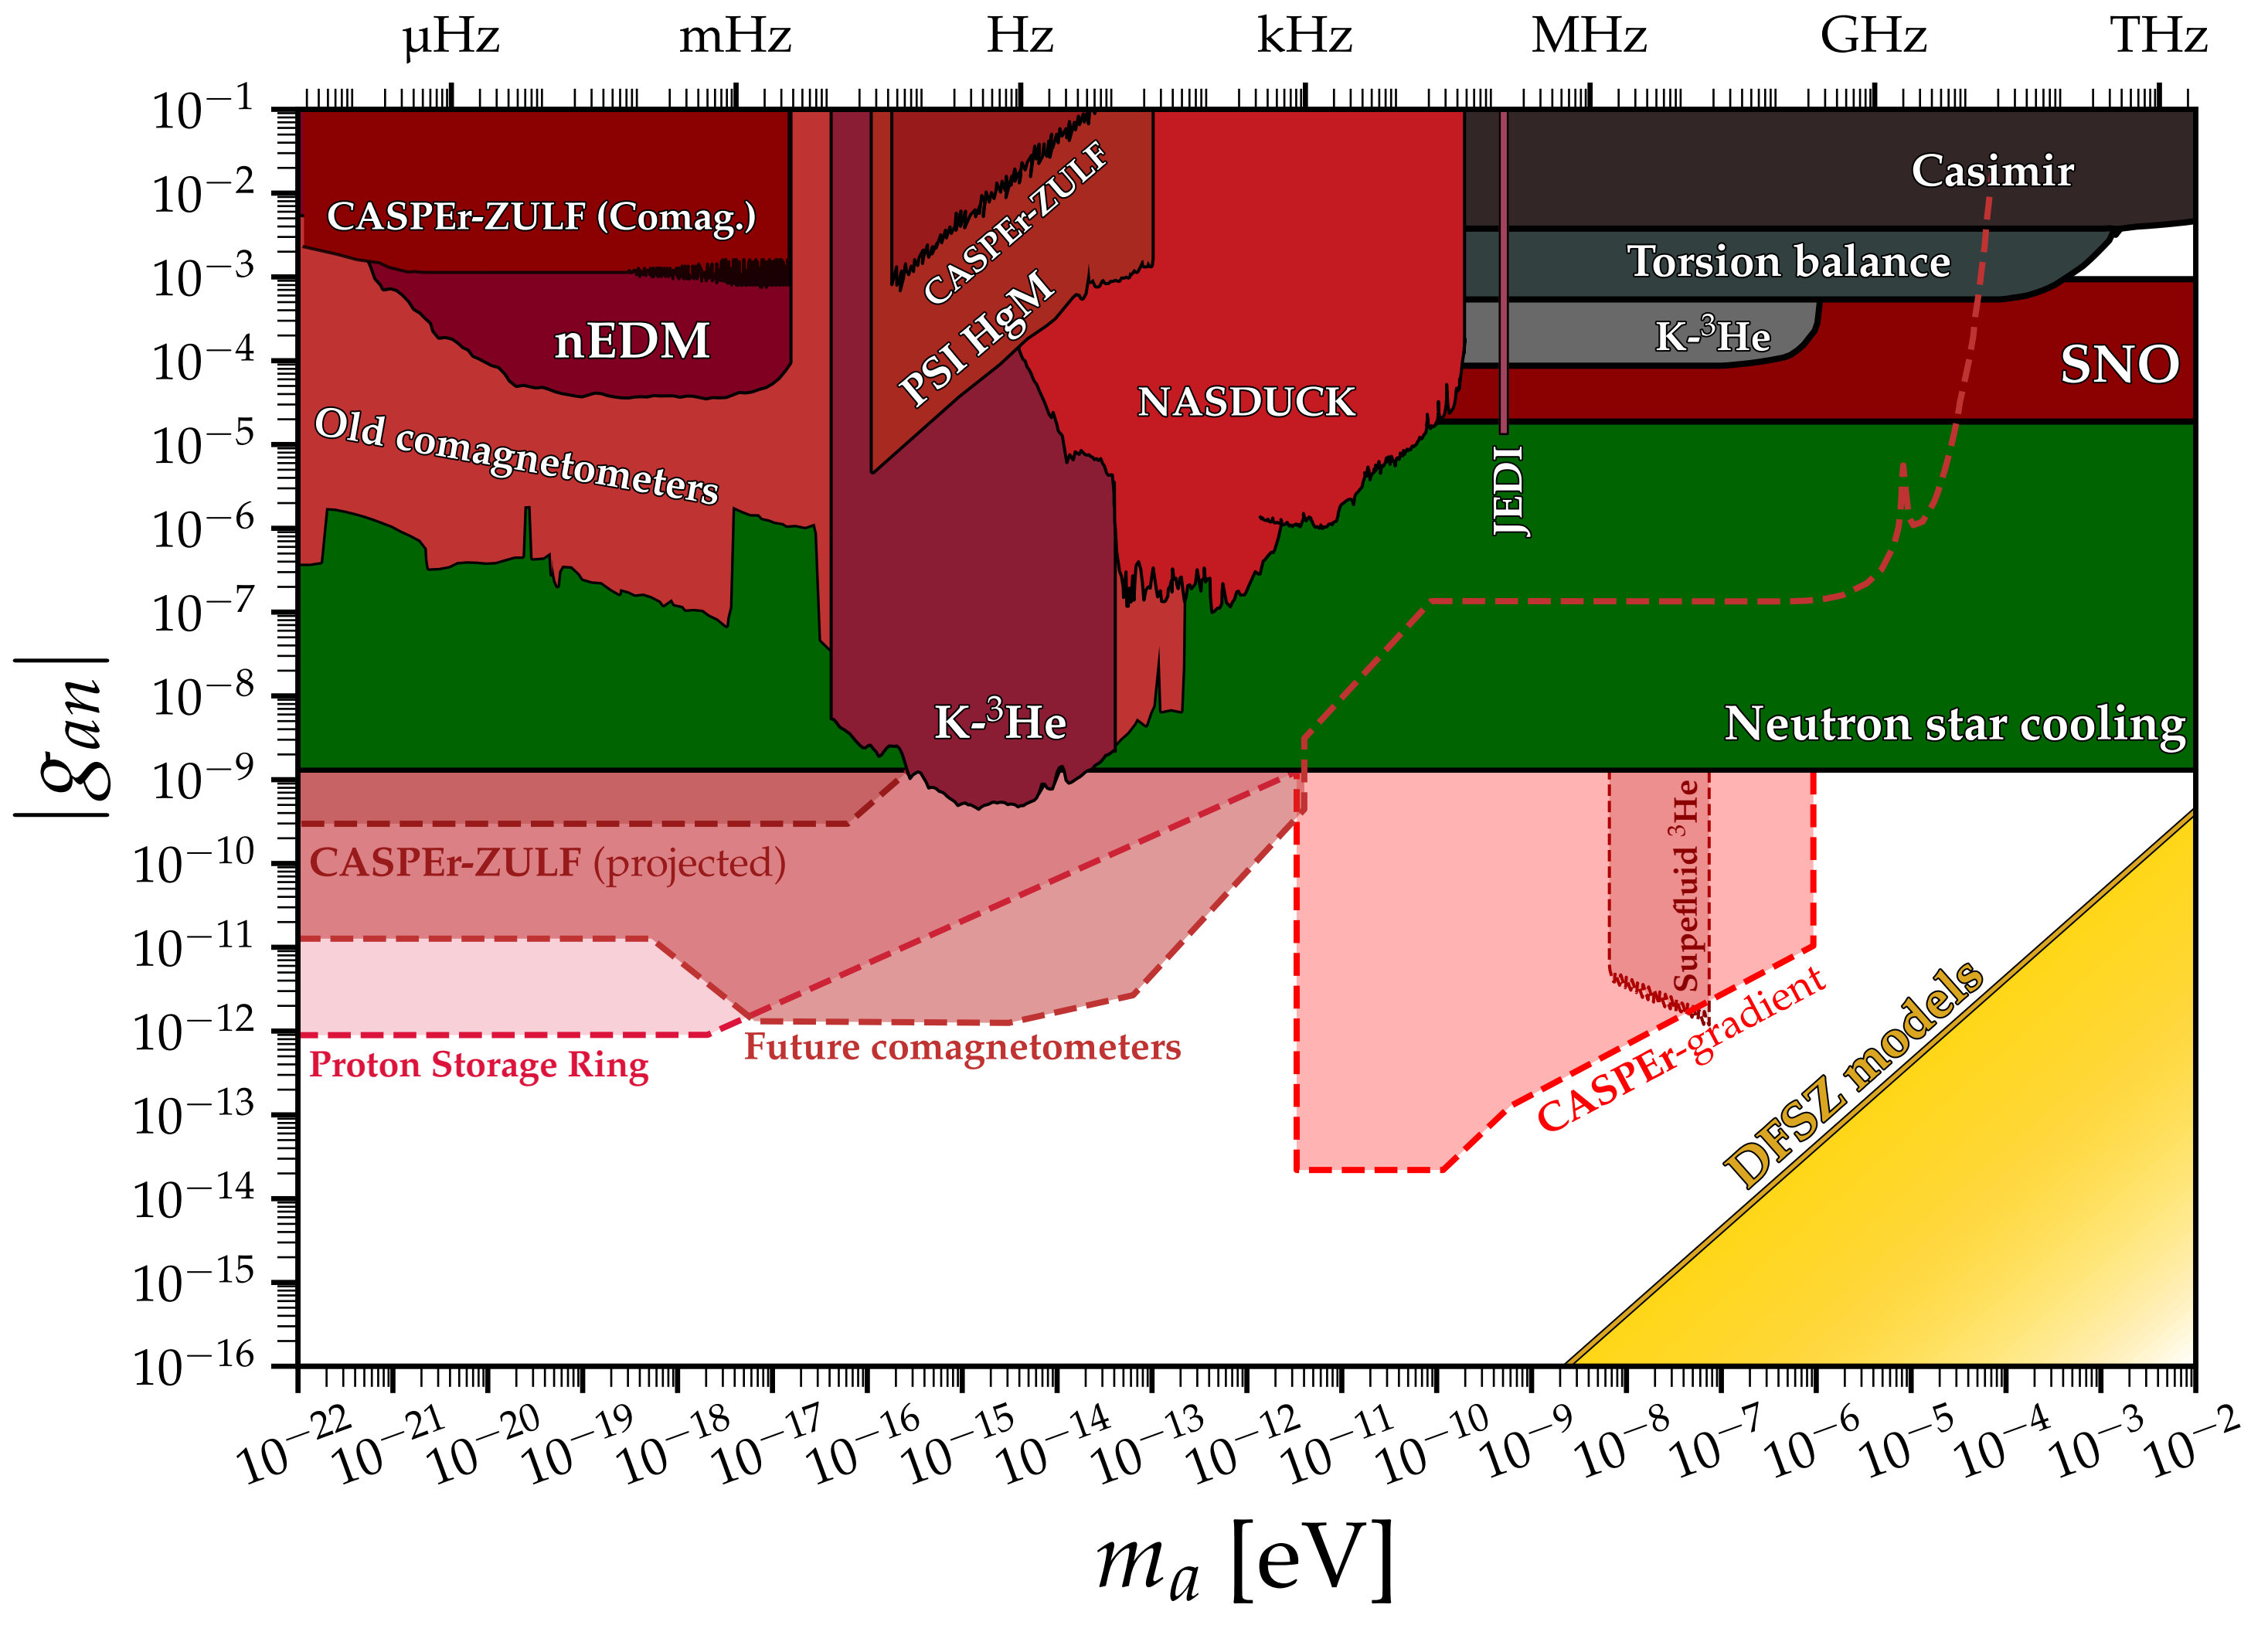 μHz mHz Hz kHz MHz GHz THz
10⁻¹
10⁻²
10⁻³
10⁻⁴
10⁻⁵
10⁻⁶
10⁻⁷
10⁻⁸
10⁻⁹
10⁻¹⁰
10⁻¹¹
10⁻¹²
10⁻¹³
10⁻¹⁴
10⁻¹⁵
10⁻¹⁶
|g_{an}|
CASPEr-ZULF (Comag.)
nEDM
Old comagnetometers
CASPEr-ZULF
PSI HgM
NASDUCK
K-³He
Casimir
Torsion balance
K-³He
SNO
JEDI
Neutron star cooling
CASPEr-ZULF (projected)
Proton Storage Ring
Future comagnetometers
Supefluid ³He
CASPEr-gradient
DFSZ models
10⁻²² 10⁻²¹ 10⁻²⁰ 10⁻¹⁹ 10⁻¹⁸ 10⁻¹⁷ 10⁻¹⁶ 10⁻¹⁵ 10⁻¹⁴ 10⁻¹³ 10⁻¹² 10⁻¹¹ 10⁻¹⁰ 10⁻⁹ 10⁻⁸ 10⁻⁷ 10⁻⁶ 10⁻⁵ 10⁻⁴ 10⁻³ 10⁻²
m_a [eV]